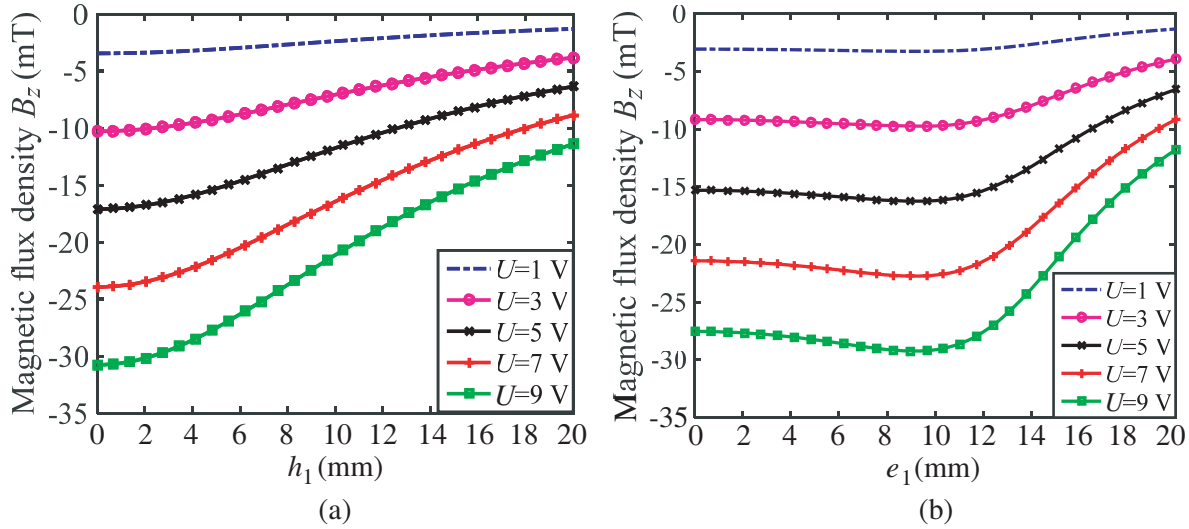 Magnetic flux density B_z (mT)
0
-5
-10
-15
-20
-25
-30
-35
U=1 V
U=3 V
U=5 V
U=7 V
U=9 V
0 2 4 6 8 10 12 14 16 18 20
h_1 (mm)
(a)
Magnetic flux density B_z (mT)
0
-5
-10
-15
-20
-25
-30
-35
U=1 V
U=3 V
U=5 V
U=7 V
U=9 V
0 2 4 6 8 10 12 14 16 18 20
e_1 (mm)
(b)